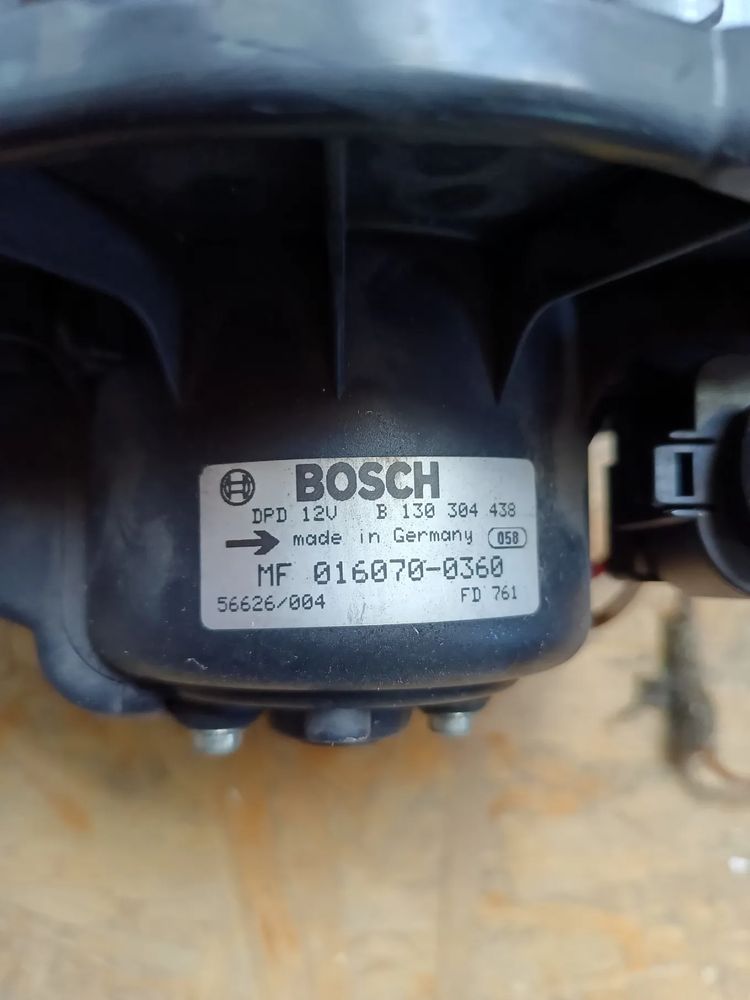 BOSCH
DPD 12V B 130 304 438
made in Germany 058
MF 016070-0360
56626/004 FD 761